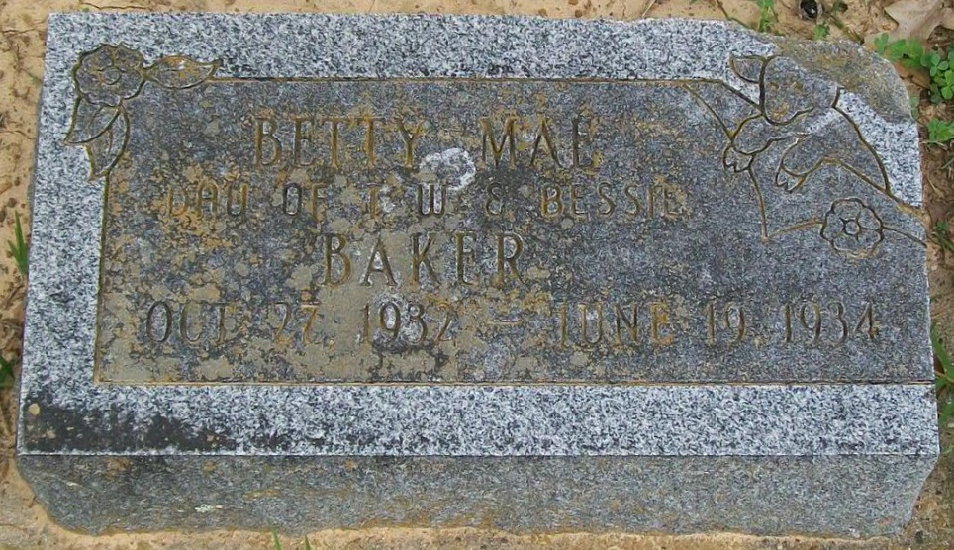 BETTY MAE
DAU OF T. W. & BESSIE
BAKER
OCT. 27, 1932 — JUNE 19, 1934